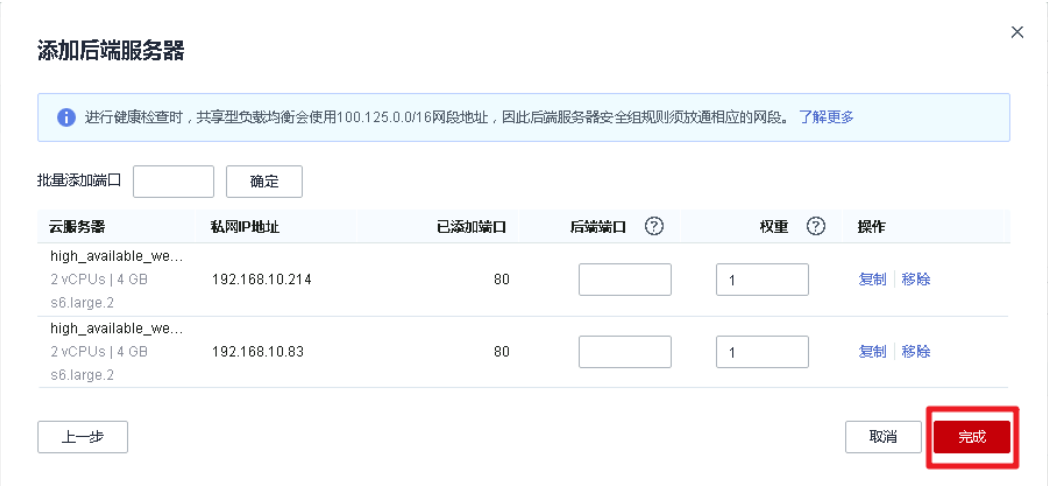 添加后端服务器
进行健康检查时，共享型负载均衡会使用100.125.0.0/16网段地址，因此后端服务器安全组规则须放通相应的网段。 了解更多
批量添加端口 确定
云服务器 私网IP地址 已添加端口 后端端口 权重 操作
high_available_we...
2 vCPUs | 4 GB 192.168.10.214 80 1 复制 移除
s6.large.2
high_available_we...
2 vCPUs | 4 GB 192.168.10.83 80 1 复制 移除
s6.large.2
上一步 取消 完成